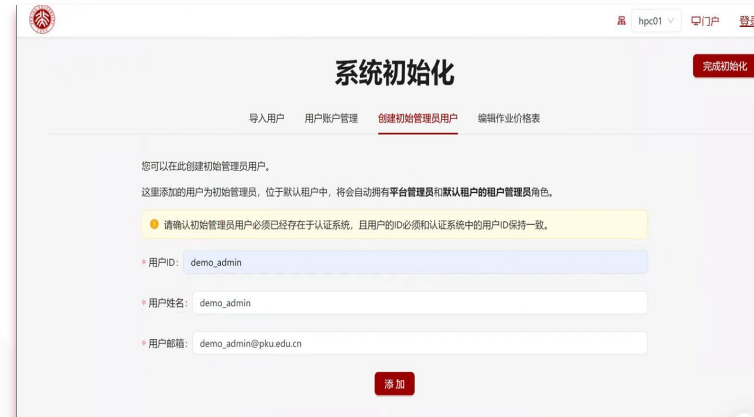 hpc01 门户
系统初始化
完成初始化
导入用户 用户账户管理 创建初始管理员用户 编辑作业价格表
您可以在此创建初始管理员用户。
这里添加的用户为初始管理员，位于默认租户中，将会自动拥有平台管理员和默认租户的租户管理员角色。
请确认初始管理员用户必须已经存在于认证系统，且用户的ID必须和认证系统中的用户ID保持一致。
* 用户ID: demo_admin
* 用户姓名: demo_admin
* 用户邮箱: demo_admin@pku.edu.cn
添 加